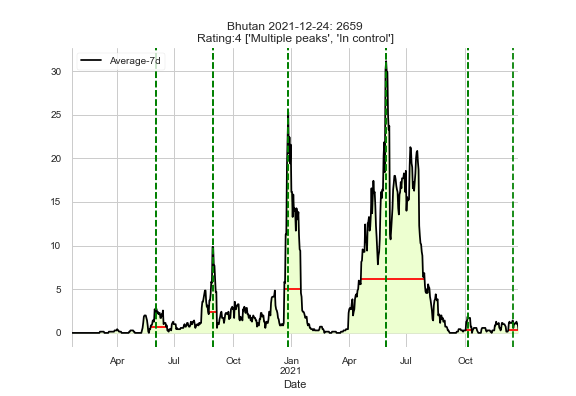 Bhutan 2021-12-24: 2659
Rating:4 ['Multiple peaks', 'In control']
Average-7d
30
25
20
15
10
5
0
Apr Jul Oct Jan Apr Jul Oct
2021
Date